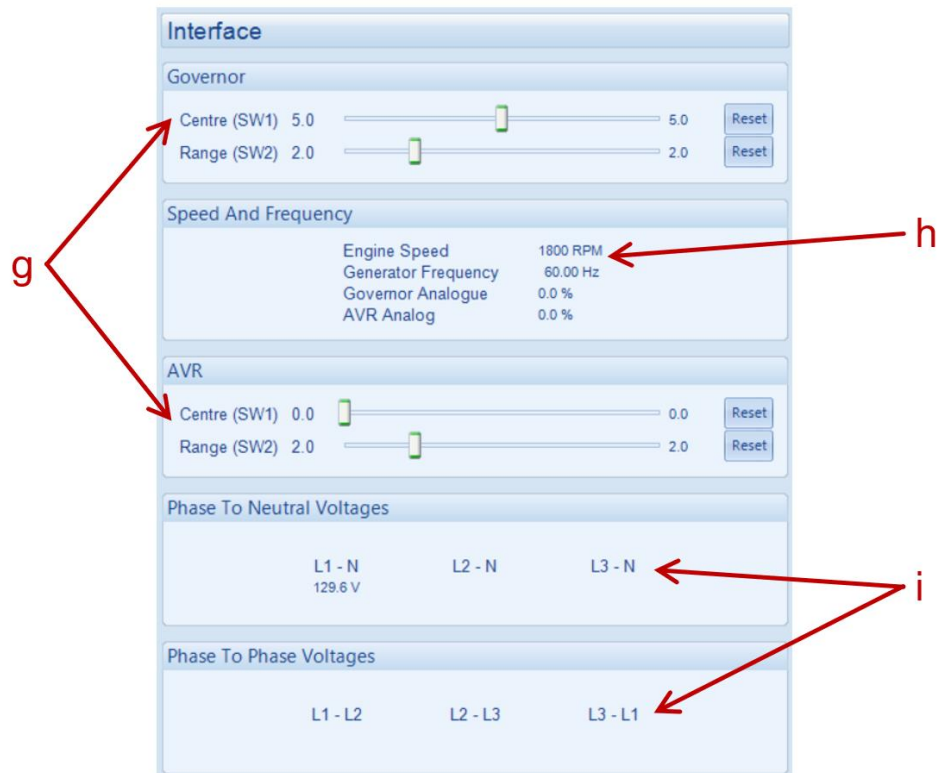 Interface
Governor
Centre (SW1) 5.0 5.0 Reset
Range (SW2) 2.0 2.0 Reset
Speed And Frequency
Engine Speed 1800 RPM
Generator Frequency 60.00 Hz
Governor Analogue 0.0 %
AVR Analog 0.0 %
AVR
Centre (SW1) 0.0 0.0 Reset
Range (SW2) 2.0 2.0 Reset
Phase To Neutral Voltages
L1 - N L2 - N L3 - N
129.6 V
Phase To Phase Voltages
L1 - L2 L2 - L3 L3 - L1
g
h
i